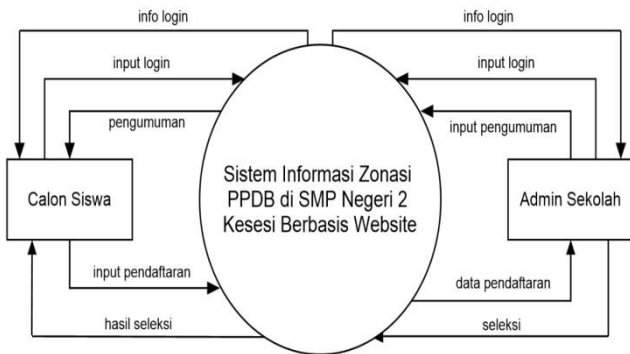 info login
info login
input login
input login
pengumuman
input pengumuman
Calon Siswa
Sistem Informasi Zonasi
PPDB di SMP Negeri 2
Kesesi Berbasis Website
Admin Sekolah
input pendaftaran
data pendaftaran
hasil seleksi
seleksi